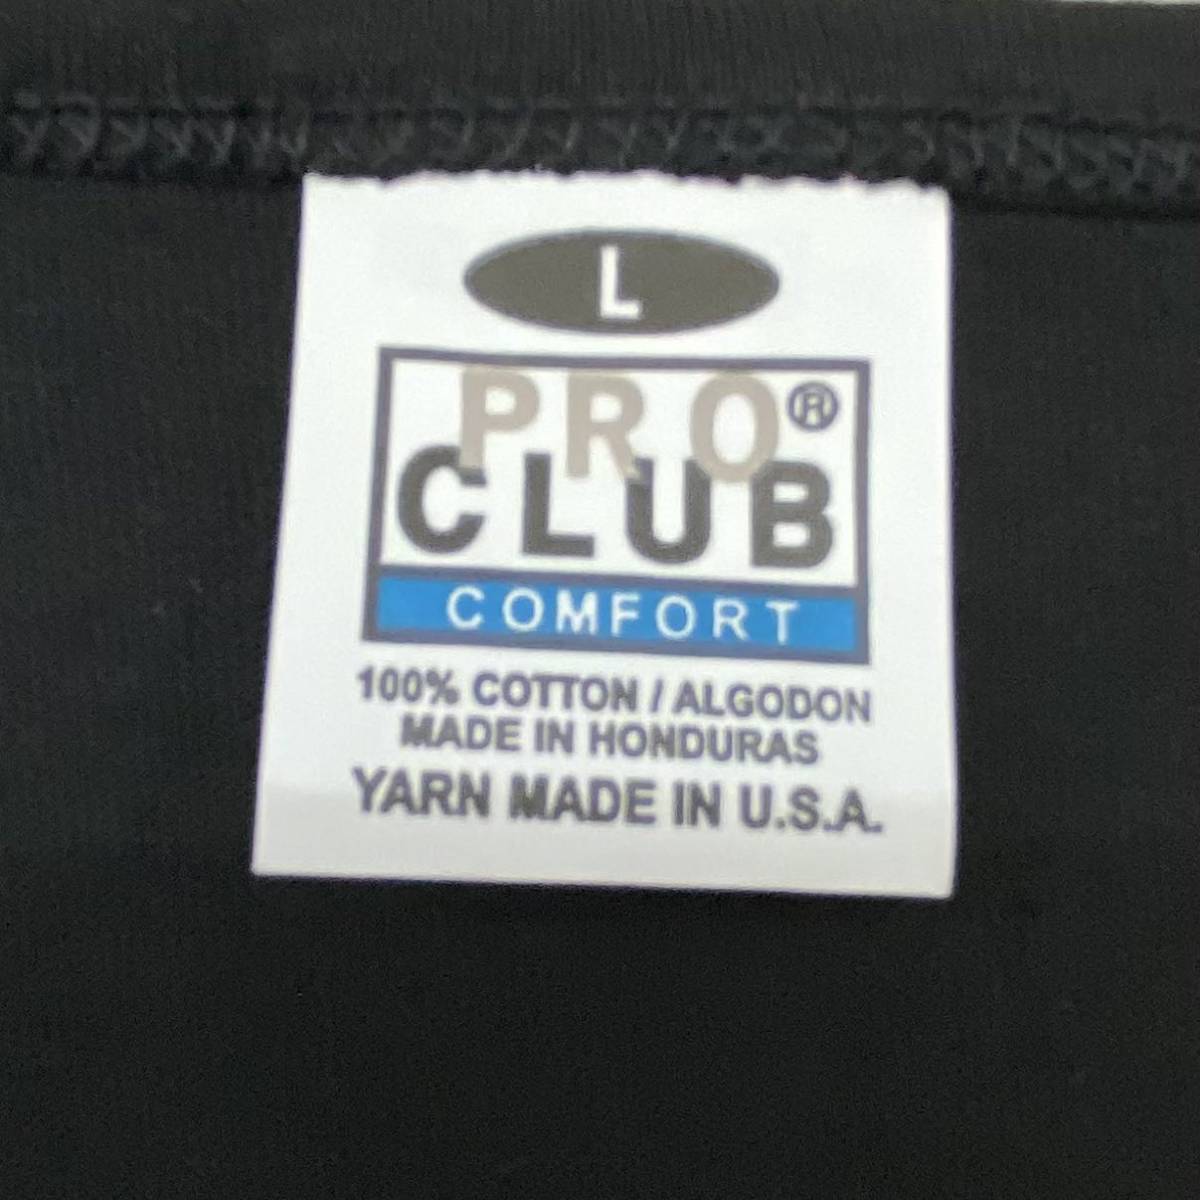 L
PRO®
CLUB
COMFORT
100% COTTON / ALGODON
MADE IN HONDURAS
YARN MADE IN U.S.A.